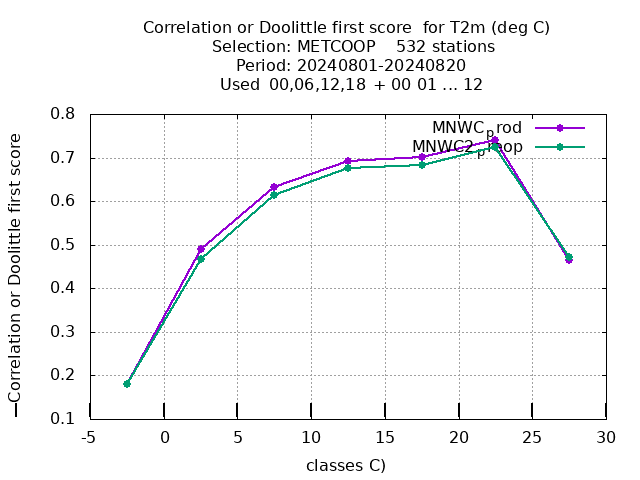 Correlation or Doolittle first score  for T2m (deg C)
Selection: METCOOP    532 stations
Period: 20240801-20240820
Used  00,06,12,18  + 00 01 ... 12
MNWC_prod
MNWC2_preop
Correlation or Doolittle first score
0.8
0.7
0.6
0.5
0.4
0.3
0.2
0.1
-5 0 5 10 15 20 25 30
classes C)